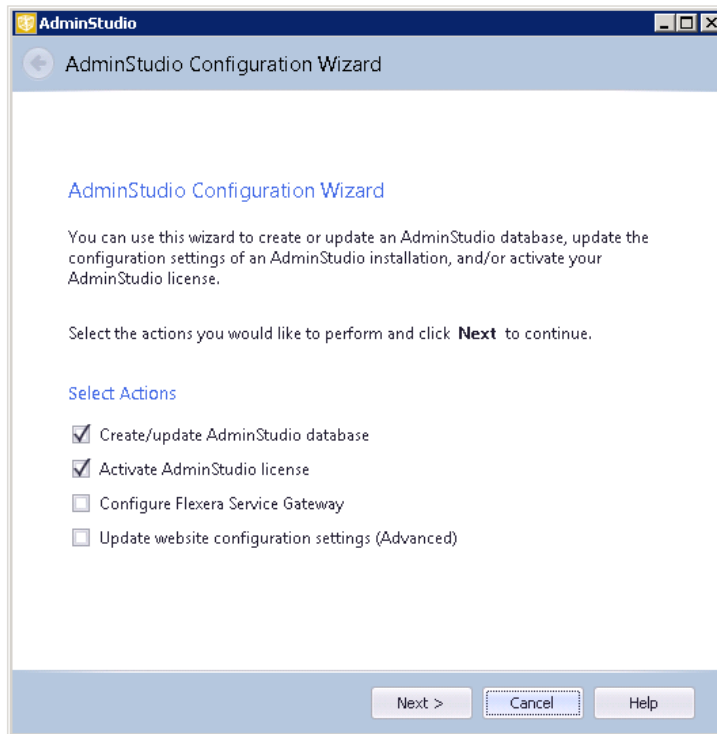 AdminStudio
AdminStudio Configuration Wizard
AdminStudio Configuration Wizard
You can use this wizard to create or update an AdminStudio database, update the
configuration settings of an AdminStudio installation, and/or activate your
AdminStudio license.
Select the actions you would like to perform and click Next to continue.
Select Actions
Create/update AdminStudio database
Activate AdminStudio license
Configure Flexera Service Gateway
Update website configuration settings (Advanced)
Next > Cancel Help